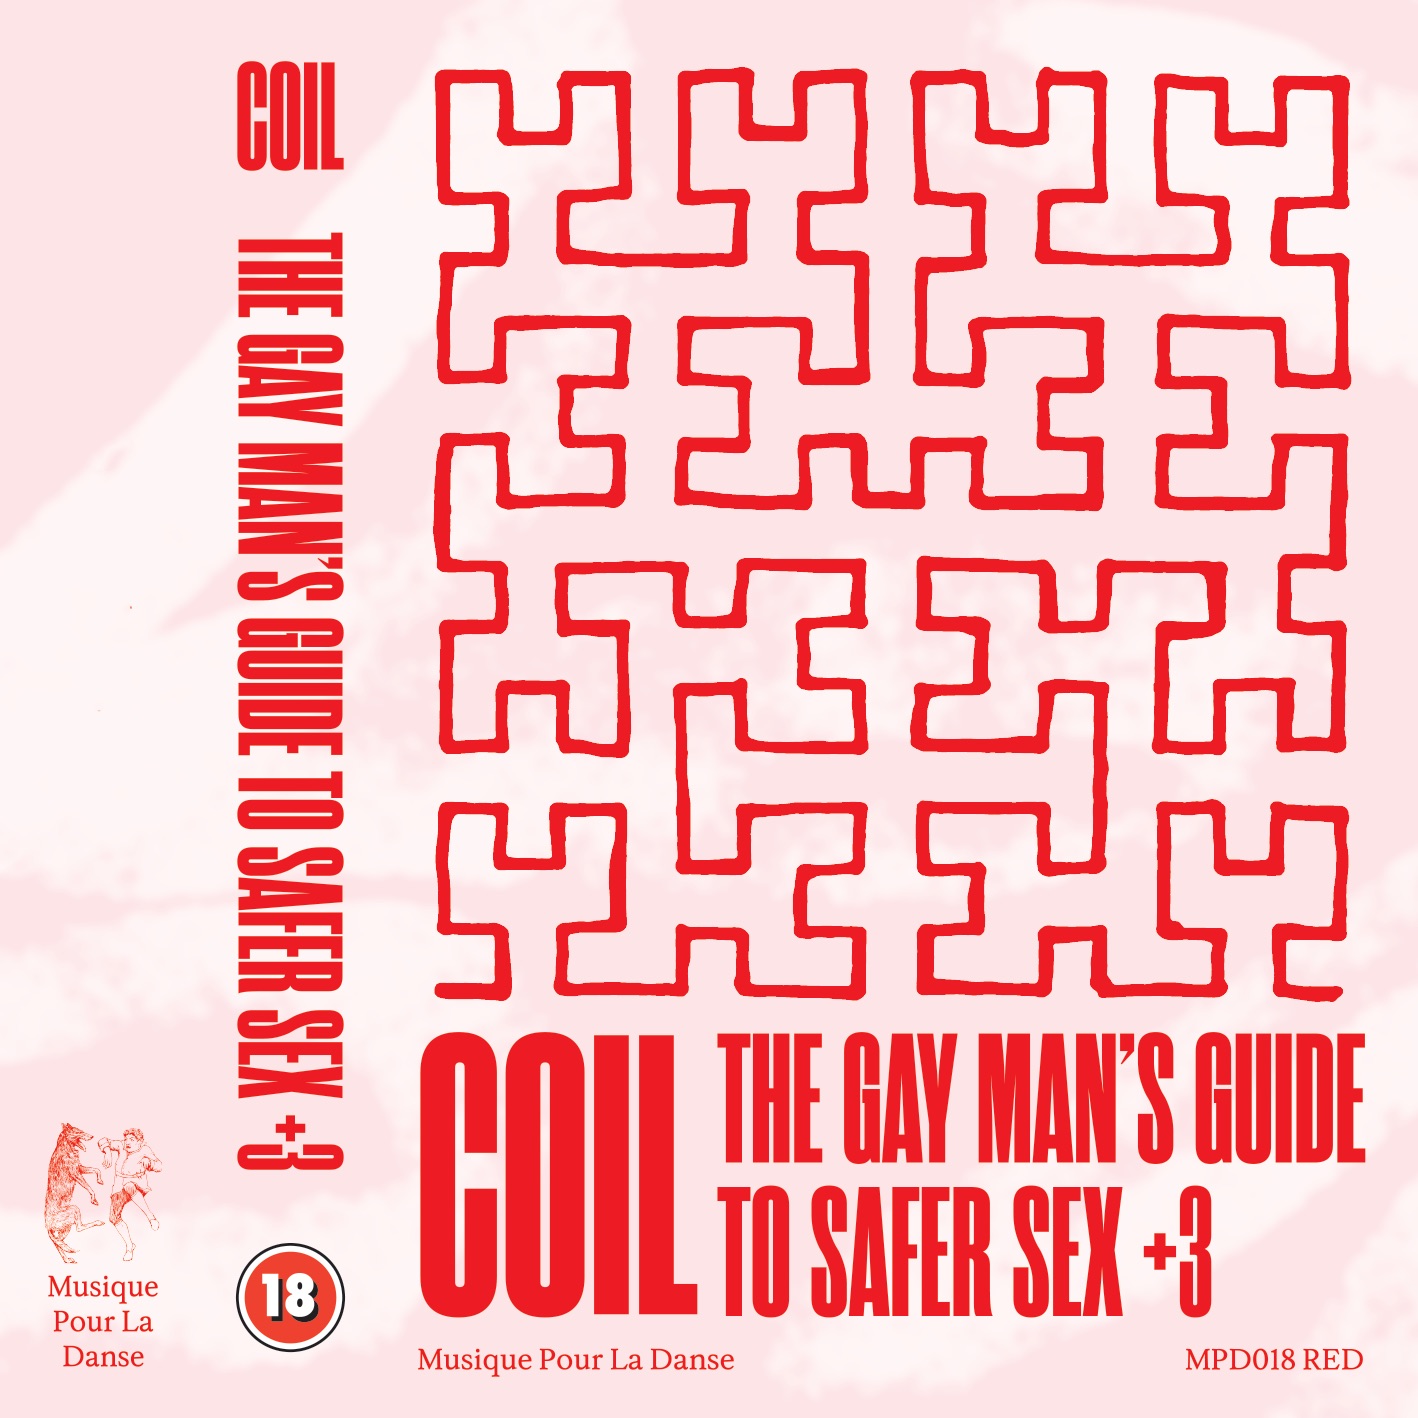 COIL THE GAY MAN'S GUIDE TO SAFER SEX +3
18
Musique
Pour La
Danse
COIL
THE GAY MAN'S GUIDE
TO SAFER SEX +3
Musique Pour La Danse
MPD018 RED